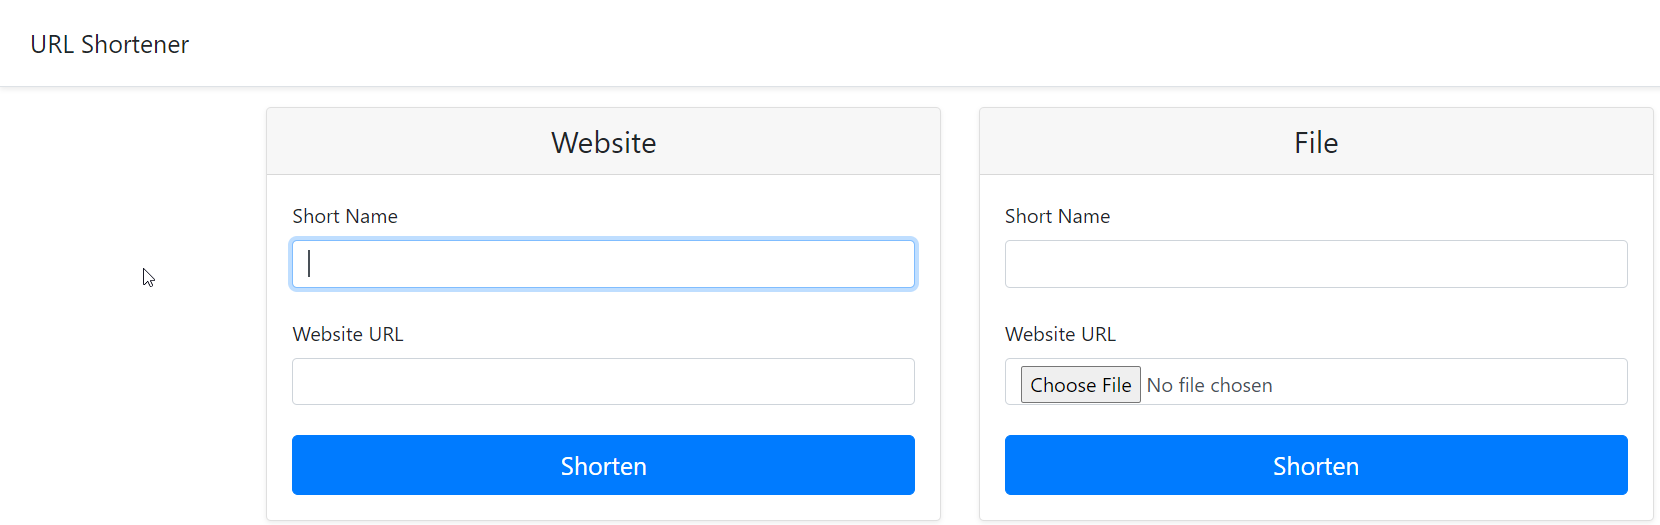 URL Shortener
Website
Short Name
Website URL
Shorten
File
Short Name
Website URL
Choose File No file chosen
Shorten